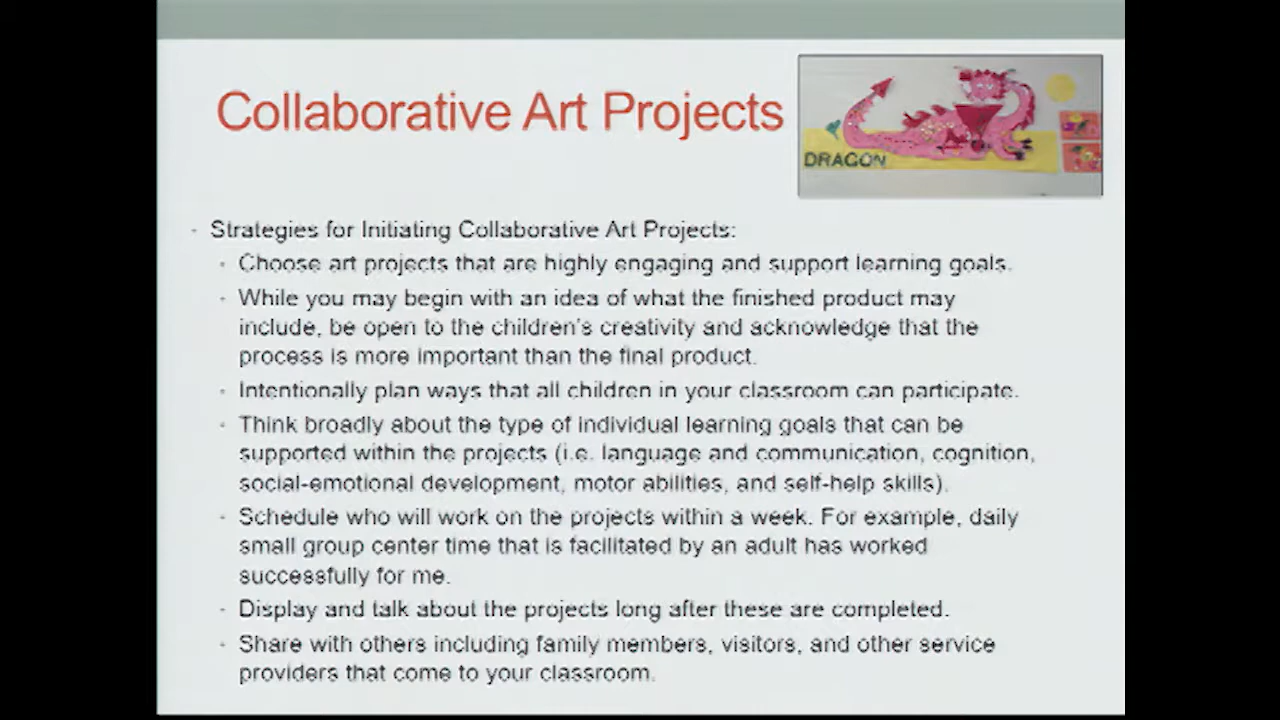 Collaborative Art Projects
DRAGON
· Strategies for Initiating Collaborative Art Projects:
· Choose art projects that are highly engaging and support learning goals.
· While you may begin with an idea of what the finished product may
include, be open to the children's creativity and acknowledge that the
process is more important than the final product.
· Intentionally plan ways that all children in your classroom can participate.
· Think broadly about the type of individual learning goals that can be
supported within the projects (i.e. language and communication, cognition,
social-emotional development, motor abilities, and self-help skills).
· Schedule who will work on the projects within a week. For example, daily
small group center time that is facilitated by an adult has worked
successfully for me.
· Display and talk about the projects long after these are completed.
· Share with others including family members, visitors, and other service
providers that come to your classroom.